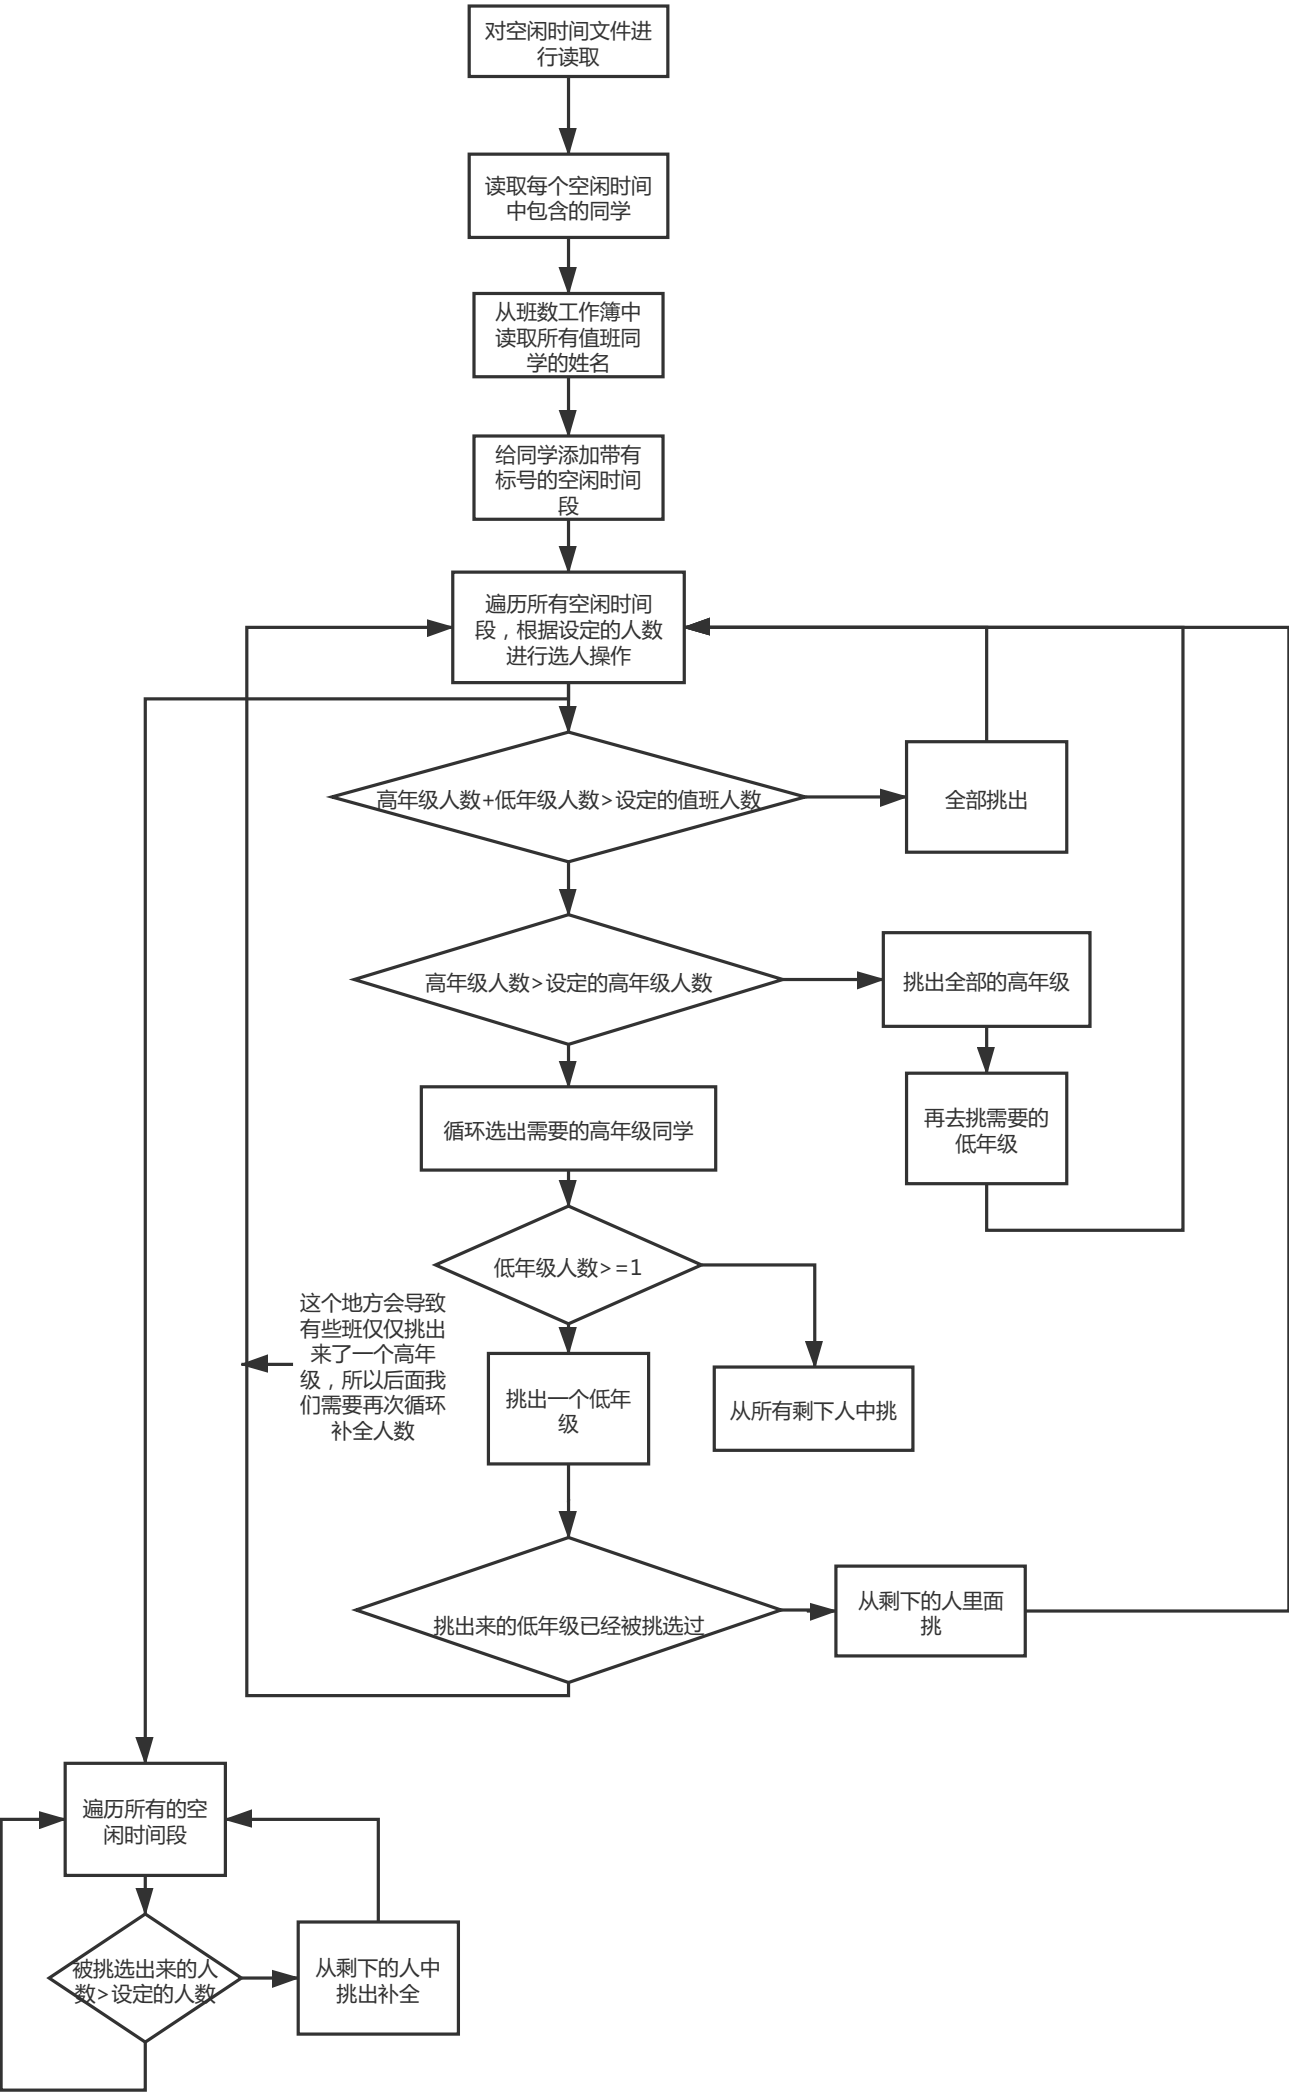 对空闲时间文件进
行读取
读取每个空闲时间
中包含的同学
从班数工作簿中
读取所有值班同
学的姓名
给同学添加带有
标号的空闲时间
段
遍历所有空闲时间
段，根据设定的人数
进行选人操作
高年级人数+低年级人数>设定的值班人数
全部挑出
高年级人数>设定的高年级人数
挑出全部的高年级
再去挑需要的
低年级
循环选出需要的高年级同学
低年级人数>=1
这个地方会导致
有些班仅仅挑出
来了一个高年
级，所以后面我
们需要再次循环
补全人数
挑出一个低年
级
从所有剩下人中挑
挑出来的低年级已经被挑选过
从剩下的人里面
挑
遍历所有的空
闲时间段
被挑选出来的人
数>设定的人数
从剩下的人中
挑出补全